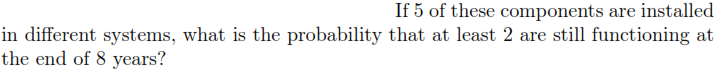 If 5 of these components are installed
in different systems, what is the probability that at least 2 are still functioning at
the end of 8 years?